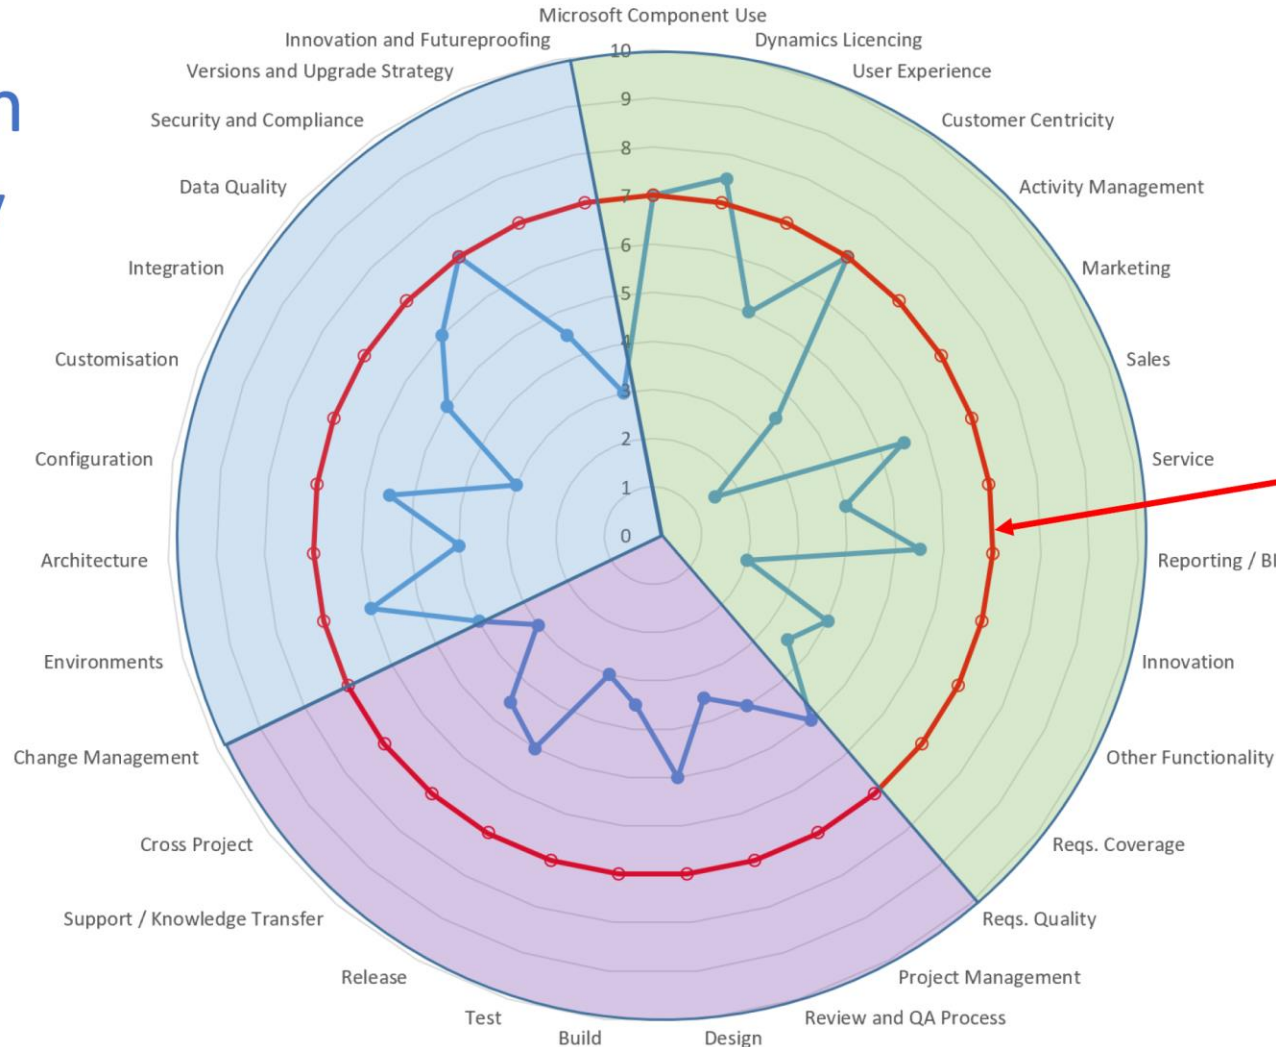 Microsoft Component Use
Dynamics Licencing
User Experience
Customer Centricity
Activity Management
Marketing
Sales
Service
Reporting / BI
Innovation
Other Functionality
Reqs. Coverage
Reqs. Quality
Project Management
Review and QA Process
Design
Build
Test
Release
Support / Knowledge Transfer
Cross Project
Change Management
Environments
Architecture
Configuration
Customisation
Integration
Data Quality
Security and Compliance
Versions and Upgrade Strategy
Innovation and Futureproofing
10
9
8
7
6
5
4
3
2
1
0